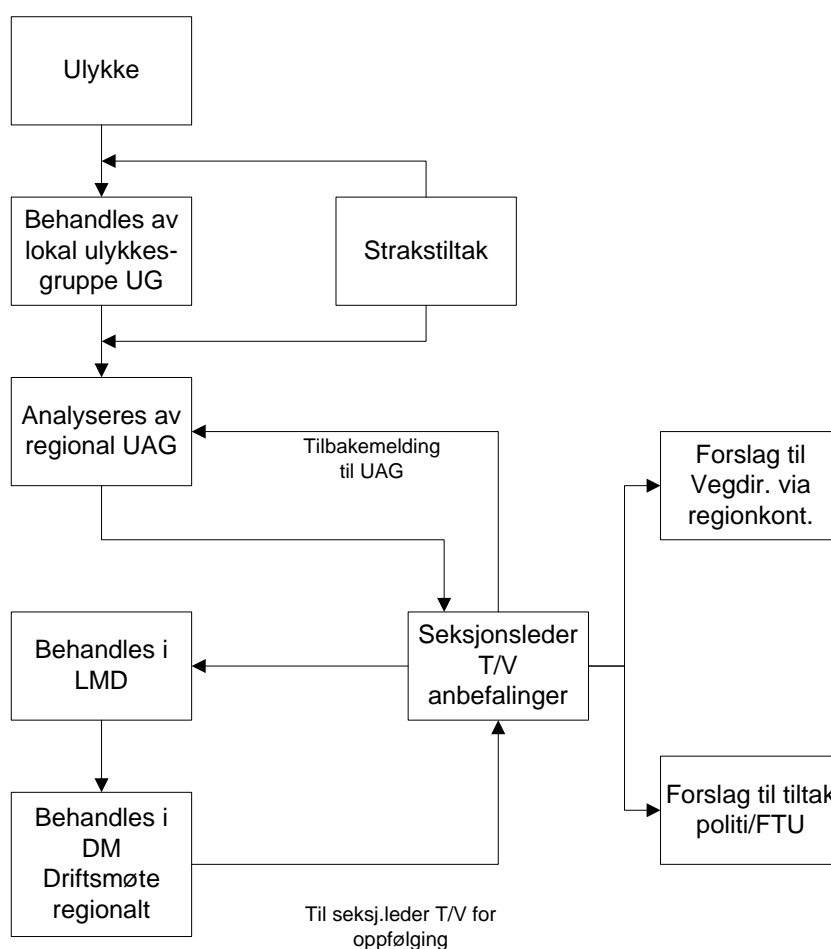 Ulykke
Behandles av
lokal ulykkes-
gruppe UG
Strakstiltak
Analyseres av
regional UAG
Tilbakemelding
til UAG
Forslag til
Vegdir. via
regionkont.
Seksjonsleder
T/V
anbefalinger
Behandles i
LMD
Behandles i
DM
Driftsmøte
regionalt
Forslag til tiltak
politi/FTU
Til seksj.leder T/V for
oppfølging